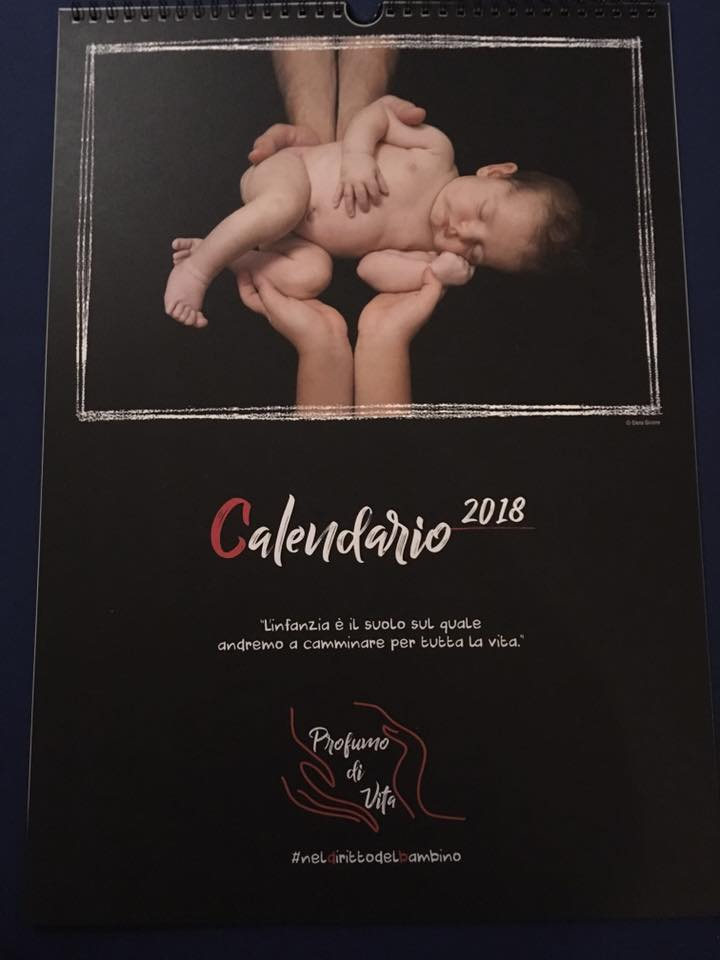 Calendario 2018
"L'infanzia è il suolo sul quale
andremo a camminare per tutta la vita."
Profumo
di
Vita
#neldirittodelbambino